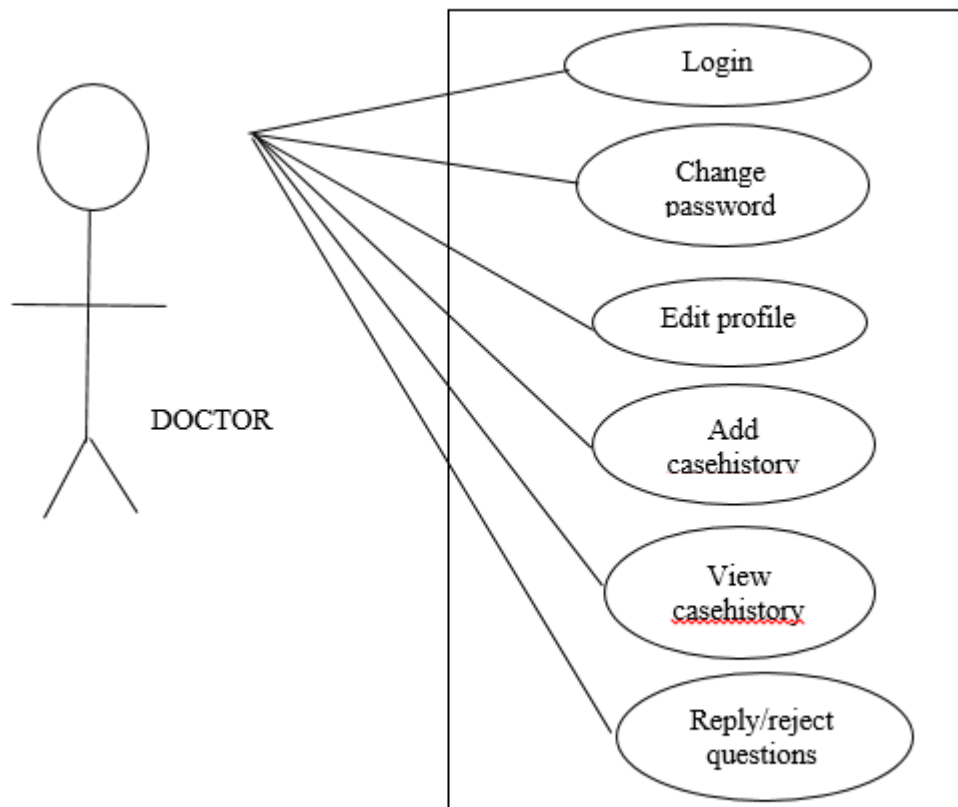 Login
Change
password
Edit profile
DOCTOR
Add
casehistory
View
casehistory
Reply/reject
questions